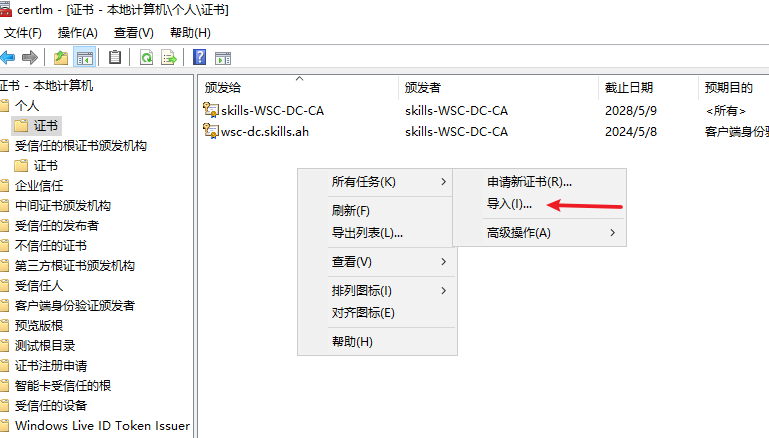 certlm - [证书 - 本地计算机\个人\证书]
文件(F) 操作(A) 查看(V) 帮助(H)
证书 - 本地计算机
个人
证书
受信任的根证书颁发机构
证书
企业信任
中间证书颁发机构
受信任的发布者
不信任的证书
第三方根证书颁发机构
受信任人
客户端身份验证颁发者
预览版根
测试根目录
证书注册申请
智能卡受信任的根
受信任的设备
Windows Live ID Token Issuer
颁发给 颁发者 截止日期 预期目的
skills-WSC-DC-CA skills-WSC-DC-CA 2028/5/9 <所有>
wsc-dc.skills.ah skills-WSC-DC-CA 2024/5/8 客户端身份验
所有任务(K)
刷新(F)
导出列表(L)...
查看(V)
排列图标(I)
对齐图标(E)
帮助(H)
申请新证书(R)...
导入(I)...
高级操作(A)